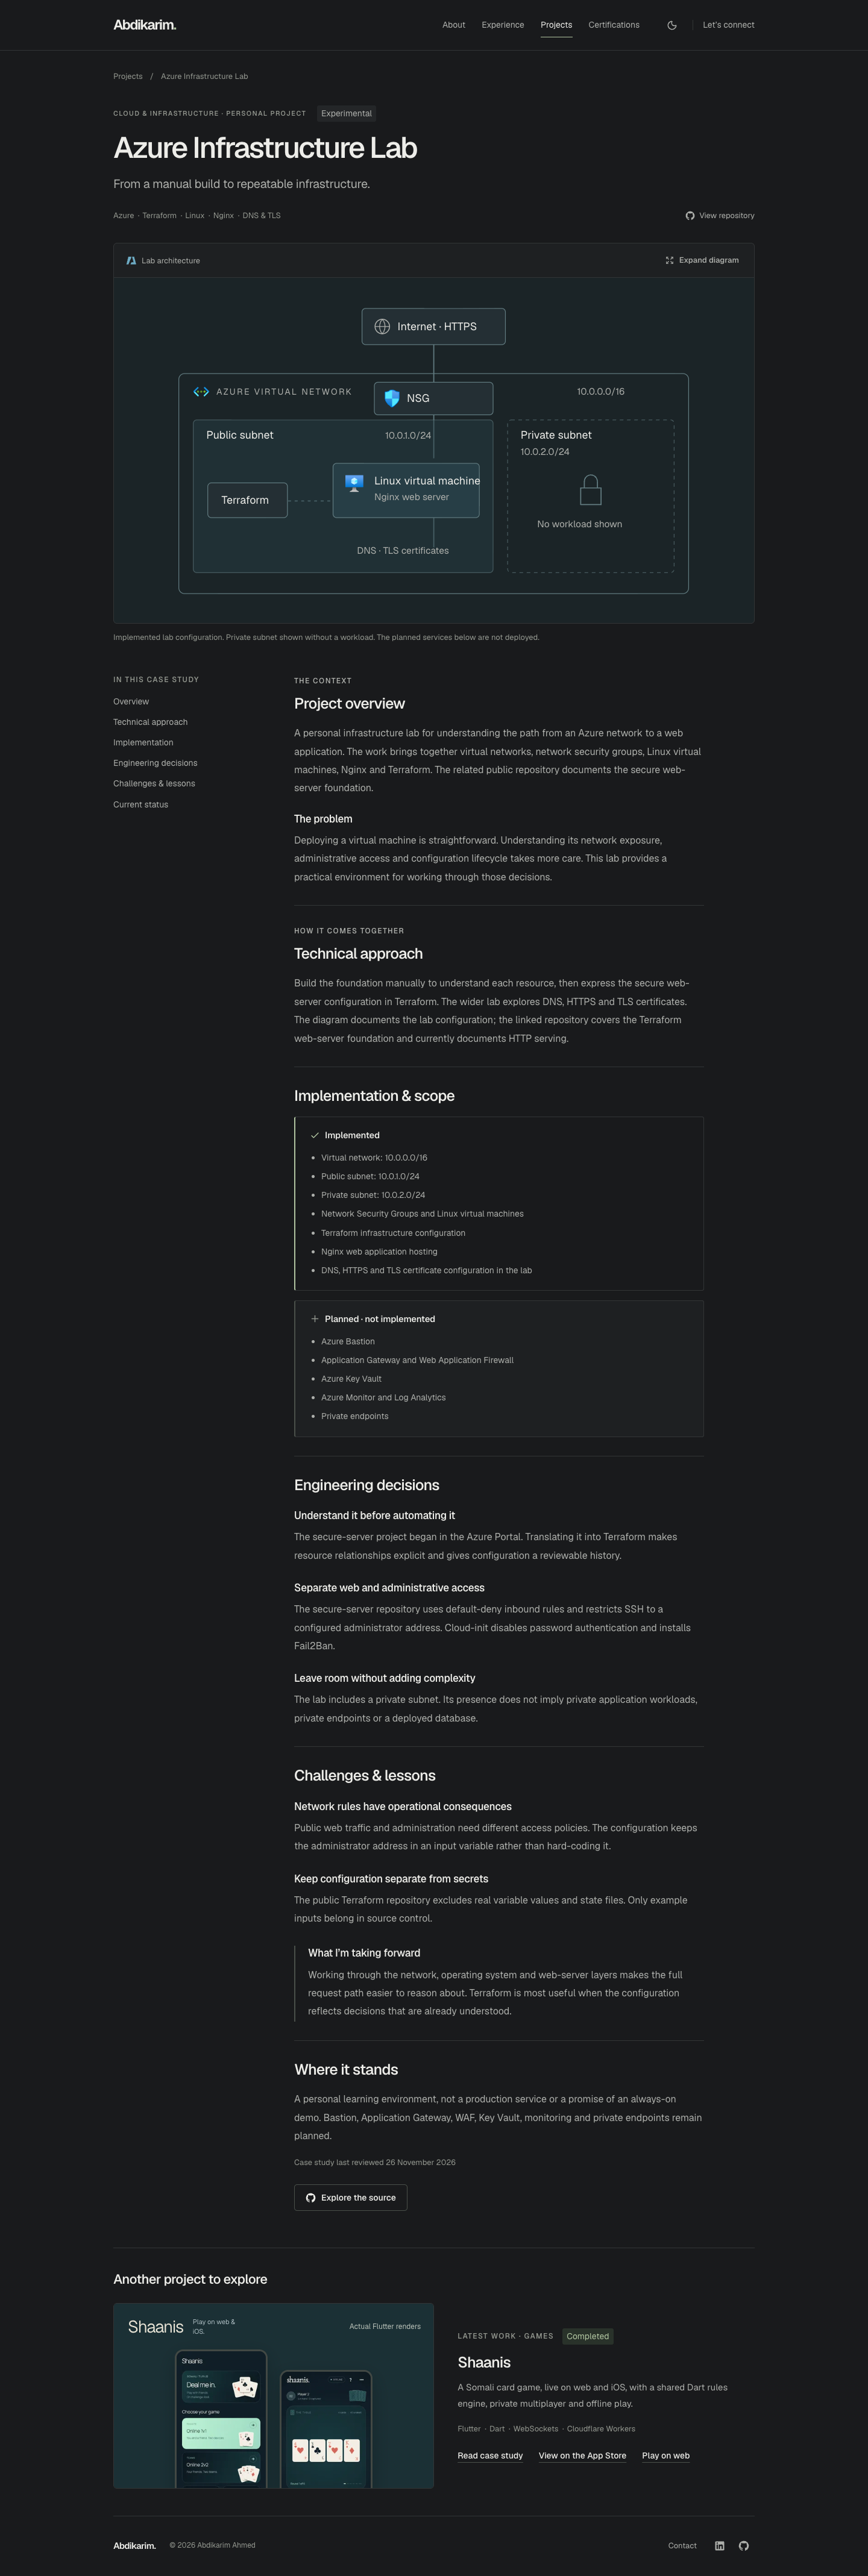 Abdikarim.
About Experience Projects Certifications Let's connect
Projects / Azure Infrastructure Lab
CLOUD & INFRASTRUCTURE · PERSONAL PROJECT Experimental
Azure Infrastructure Lab
From a manual build to repeatable infrastructure.
Azure · Terraform · Linux · Nginx · DNS & TLS
View repository
Lab architecture
Expand diagram
Internet · HTTPS
AZURE VIRTUAL NETWORK
NSG
10.0.0.0/16
Public subnet
10.0.1.0/24
Private subnet
10.0.2.0/24
Terraform
Linux virtual machine
Nginx web server
No workload shown
DNS · TLS certificates
Implemented lab configuration. Private subnet shown without a workload. The planned services below are not deployed.
IN THIS CASE STUDY
Overview
Technical approach
Implementation
Engineering decisions
Challenges & lessons
Current status
THE CONTEXT
Project overview
A personal infrastructure lab for understanding the path from an Azure network to a web
application. The work brings together virtual networks, network security groups, Linux virtual
machines, Nginx and Terraform. The related public repository documents the secure web-
server foundation.
The problem
Deploying a virtual machine is straightforward. Understanding its network exposure,
administrative access and configuration lifecycle takes more care. This lab provides a
practical environment for working through those decisions.
HOW IT COMES TOGETHER
Technical approach
Build the foundation manually to understand each resource, then express the secure web-
server configuration in Terraform. The wider lab explores DNS, HTTPS and TLS certificates.
The diagram documents the lab configuration; the linked repository covers the Terraform
web-server foundation and currently documents HTTP serving.
Implementation & scope
Implemented
• Virtual network: 10.0.0.0/16
• Public subnet: 10.0.1.0/24
• Private subnet: 10.0.2.0/24
• Network Security Groups and Linux virtual machines
• Terraform infrastructure configuration
• Nginx web application hosting
• DNS, HTTPS and TLS certificate configuration in the lab
Planned · not implemented
• Azure Bastion
• Application Gateway and Web Application Firewall
• Azure Key Vault
• Azure Monitor and Log Analytics
• Private endpoints
Engineering decisions
Understand it before automating it
The secure-server project began in the Azure Portal. Translating it into Terraform makes
resource relationships explicit and gives configuration a reviewable history.
Separate web and administrative access
The secure-server repository uses default-deny inbound rules and restricts SSH to a
configured administrator address. Cloud-init disables password authentication and installs
Fail2Ban.
Leave room without adding complexity
The lab includes a private subnet. Its presence does not imply private application workloads,
private endpoints or a deployed database.
Challenges & lessons
Network rules have operational consequences
Public web traffic and administration need different access policies. The configuration keeps
the administrator address in an input variable rather than hard-coding it.
Keep configuration separate from secrets
The public Terraform repository excludes real variable values and state files. Only example
inputs belong in source control.
What I'm taking forward
Working through the network, operating system and web-server layers makes the full
request path easier to reason about. Terraform is most useful when the configuration
reflects decisions that are already understood.
Where it stands
A personal learning environment, not a production service or a promise of an always-on
demo. Bastion, Application Gateway, WAF, Key Vault, monitoring and private endpoints remain
planned.
Case study last reviewed 26 November 2026
Explore the source
Another project to explore
Shaanis
Play on web &
iOS.
Actual Flutter renders
Shaanis
Deal me in.
Choose your game.
Online 1v1
Online 2v2
shaanis.
LATEST WORK · GAMES Completed
Shaanis
A Somali card game, live on web and iOS, with a shared Dart rules
engine, private multiplayer and offline play.
Flutter · Dart · WebSockets · Cloudflare Workers
Read case study View on the App Store Play on web
Abdikarim. © 2026 Abdikarim Ahmed
Contact